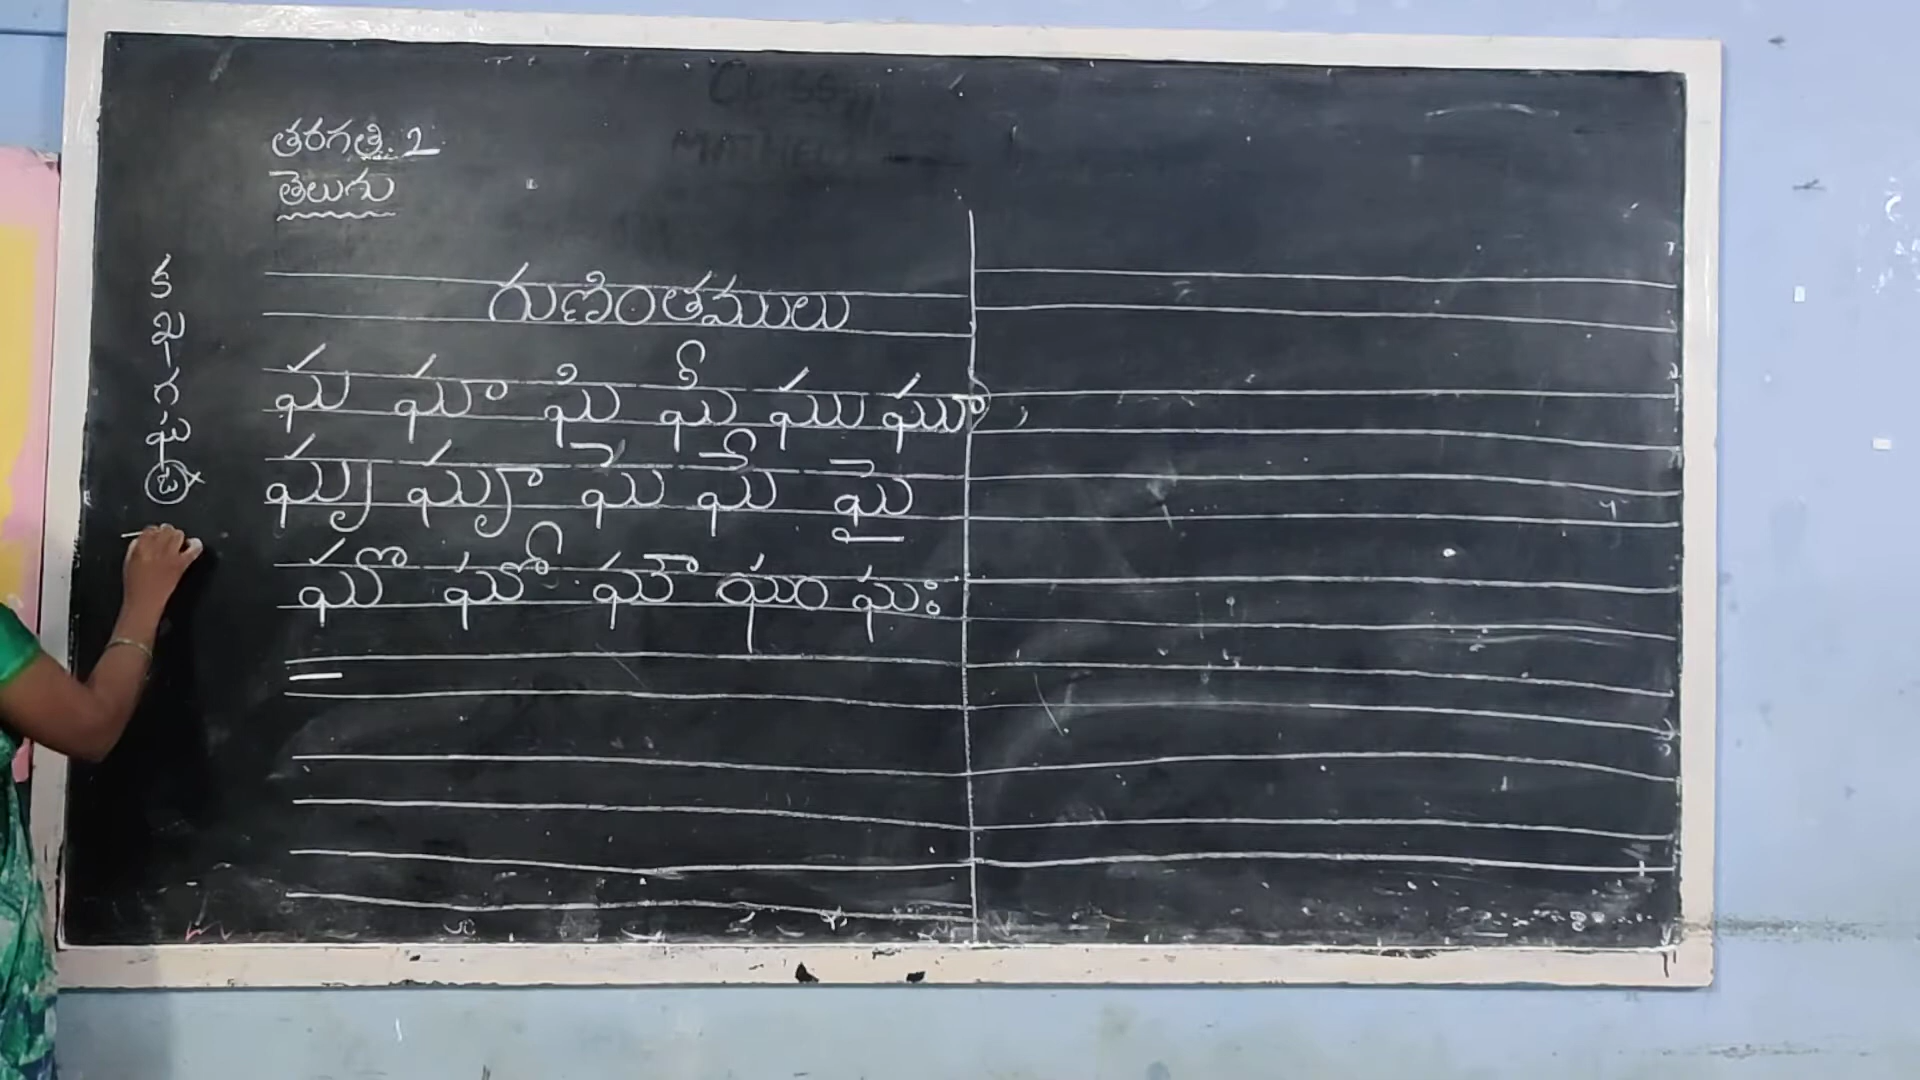 తరగతి. 2
తెలుగు
గుణింతములు
ఘ ఘా ఘి ఘీ ఘు ఘూ
ఘృ ఘౄ ఘె ఘే ఘై
ఘొ ఘో ఘౌ ఘం ఘః
క
ఖ
గ
ఘ
ఙ